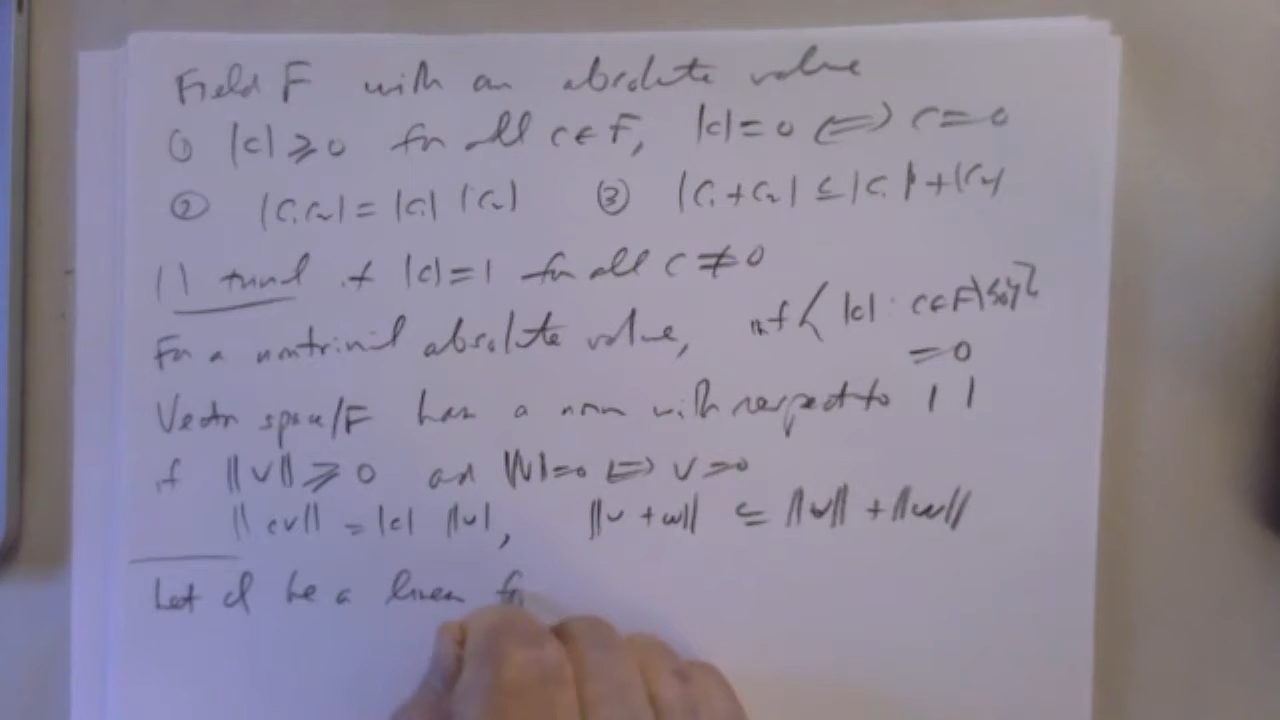 Field F with an absolute value
① |c| ⩾ 0 for all c ∈ F, |c| = 0 ⟺ c = 0
② |c₁c₂| = |c₁| |c₂| ③ |c₁ + c₂| ≤ |c₁| + |c₂|
| | trivial if |c| = 1 for all c ≠ 0
For a nontrivial absolute value, inf { |c| : c ∈ F\{0}}
= 0
Vector space/F has a norm with respect to | |
if ||v|| ⩾ 0 and ||v|| = 0 ⟺ v = 0
||cv|| = |c| ||v||, ||v + w|| ≤ ||v|| + ||w||
Let be a linear